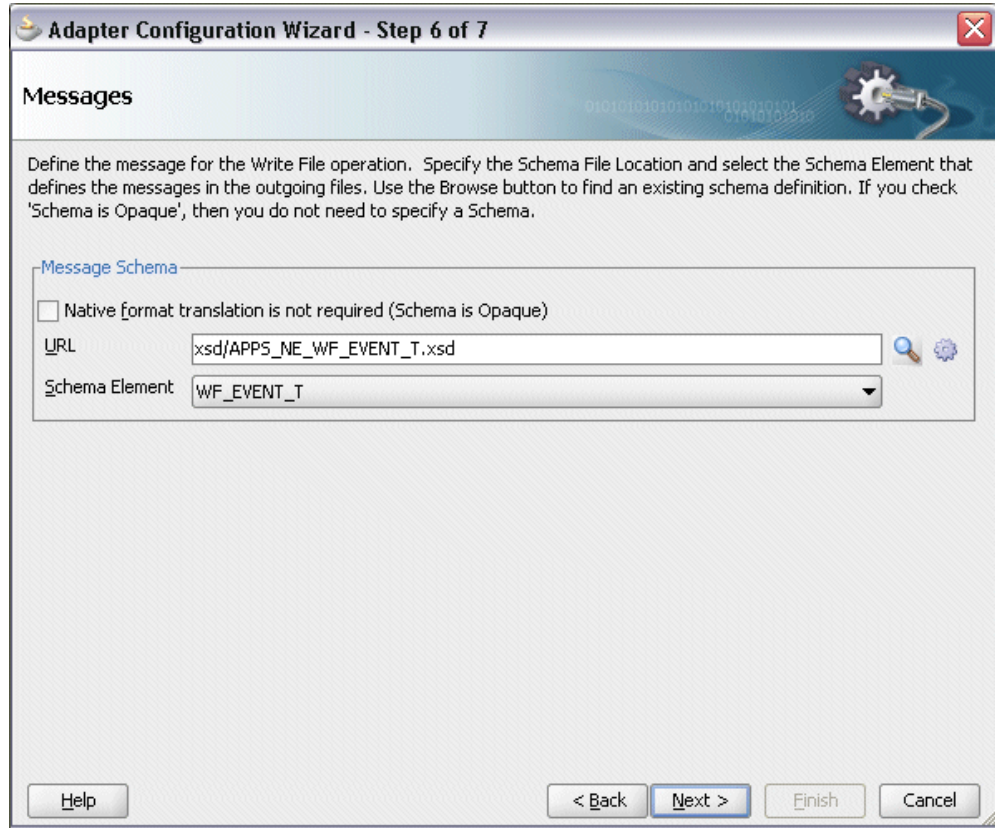 Adapter Configuration Wizard - Step 6 of 7
Messages
Define the message for the Write File operation.  Specify the Schema File Location and select the Schema Element that
defines the messages in the outgoing files. Use the Browse button to find an existing schema definition. If you check
'Schema is Opaque', then you do not need to specify a Schema.
Message Schema
Native format translation is not required (Schema is Opaque)
URL
xsd/APPS_NE_WF_EVENT_T.xsd
Schema Element
WF_EVENT_T
Help
< Back
Next >
Finish
Cancel